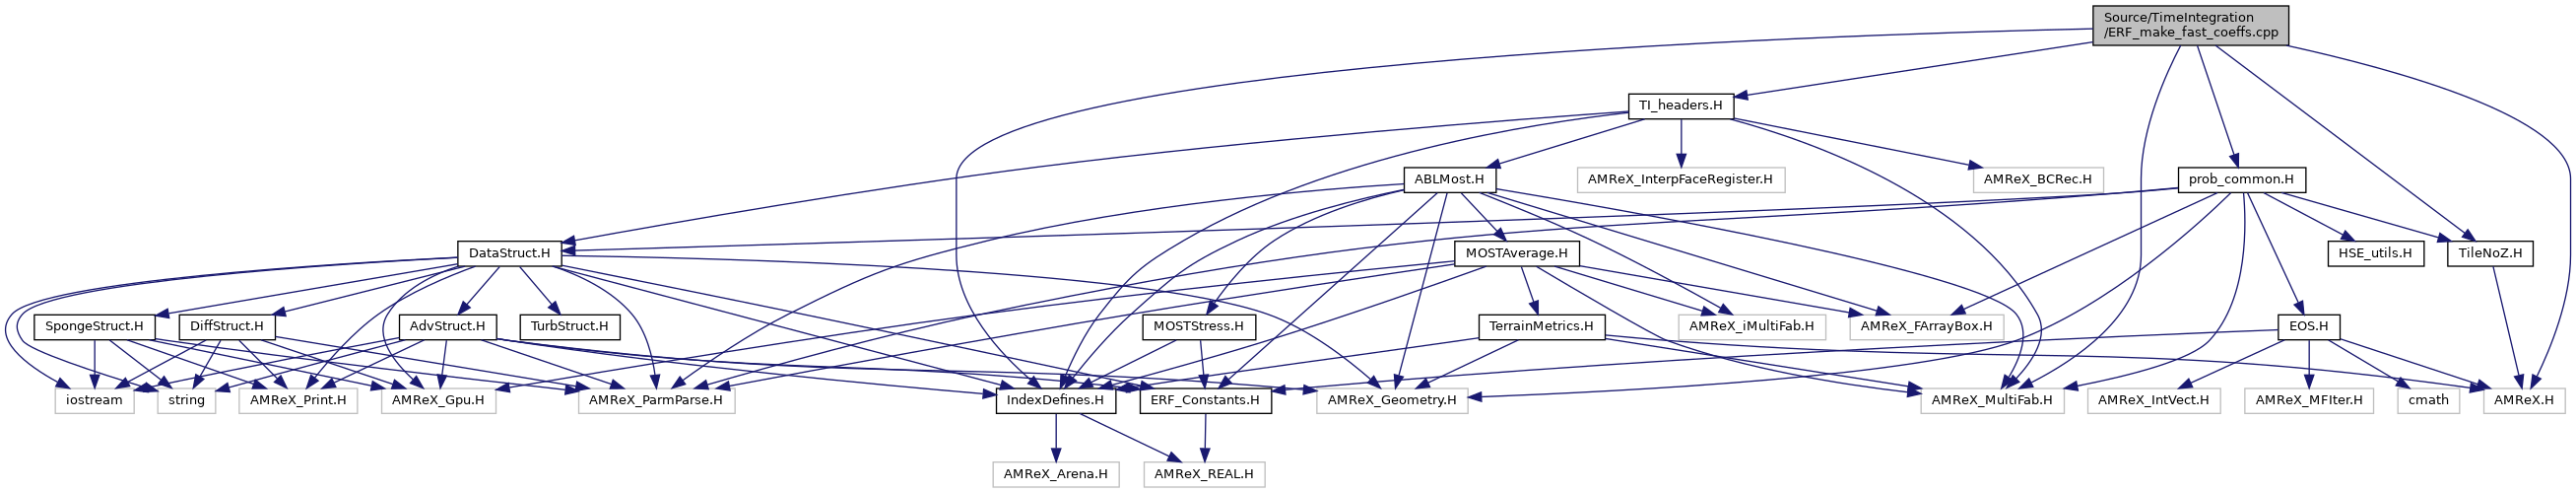 Source/TimeIntegration
/ERF_make_fast_coeffs.cpp
TI_headers.H
ABLMost.H
AMReX_InterpFaceRegister.H
AMReX_BCRec.H
prob_common.H
DataStruct.H
MOSTAverage.H
HSE_utils.H
TileNoZ.H
SpongeStruct.H
DiffStruct.H
AdvStruct.H
TurbStruct.H
MOSTStress.H
TerrainMetrics.H
AMReX_iMultiFab.H
AMReX_FArrayBox.H
EOS.H
iostream
string
AMReX_Print.H
AMReX_Gpu.H
AMReX_ParmParse.H
IndexDefines.H
ERF_Constants.H
AMReX_Geometry.H
AMReX_MultiFab.H
AMReX_IntVect.H
AMReX_MFIter.H
cmath
AMReX.H
AMReX_Arena.H
AMReX_REAL.H